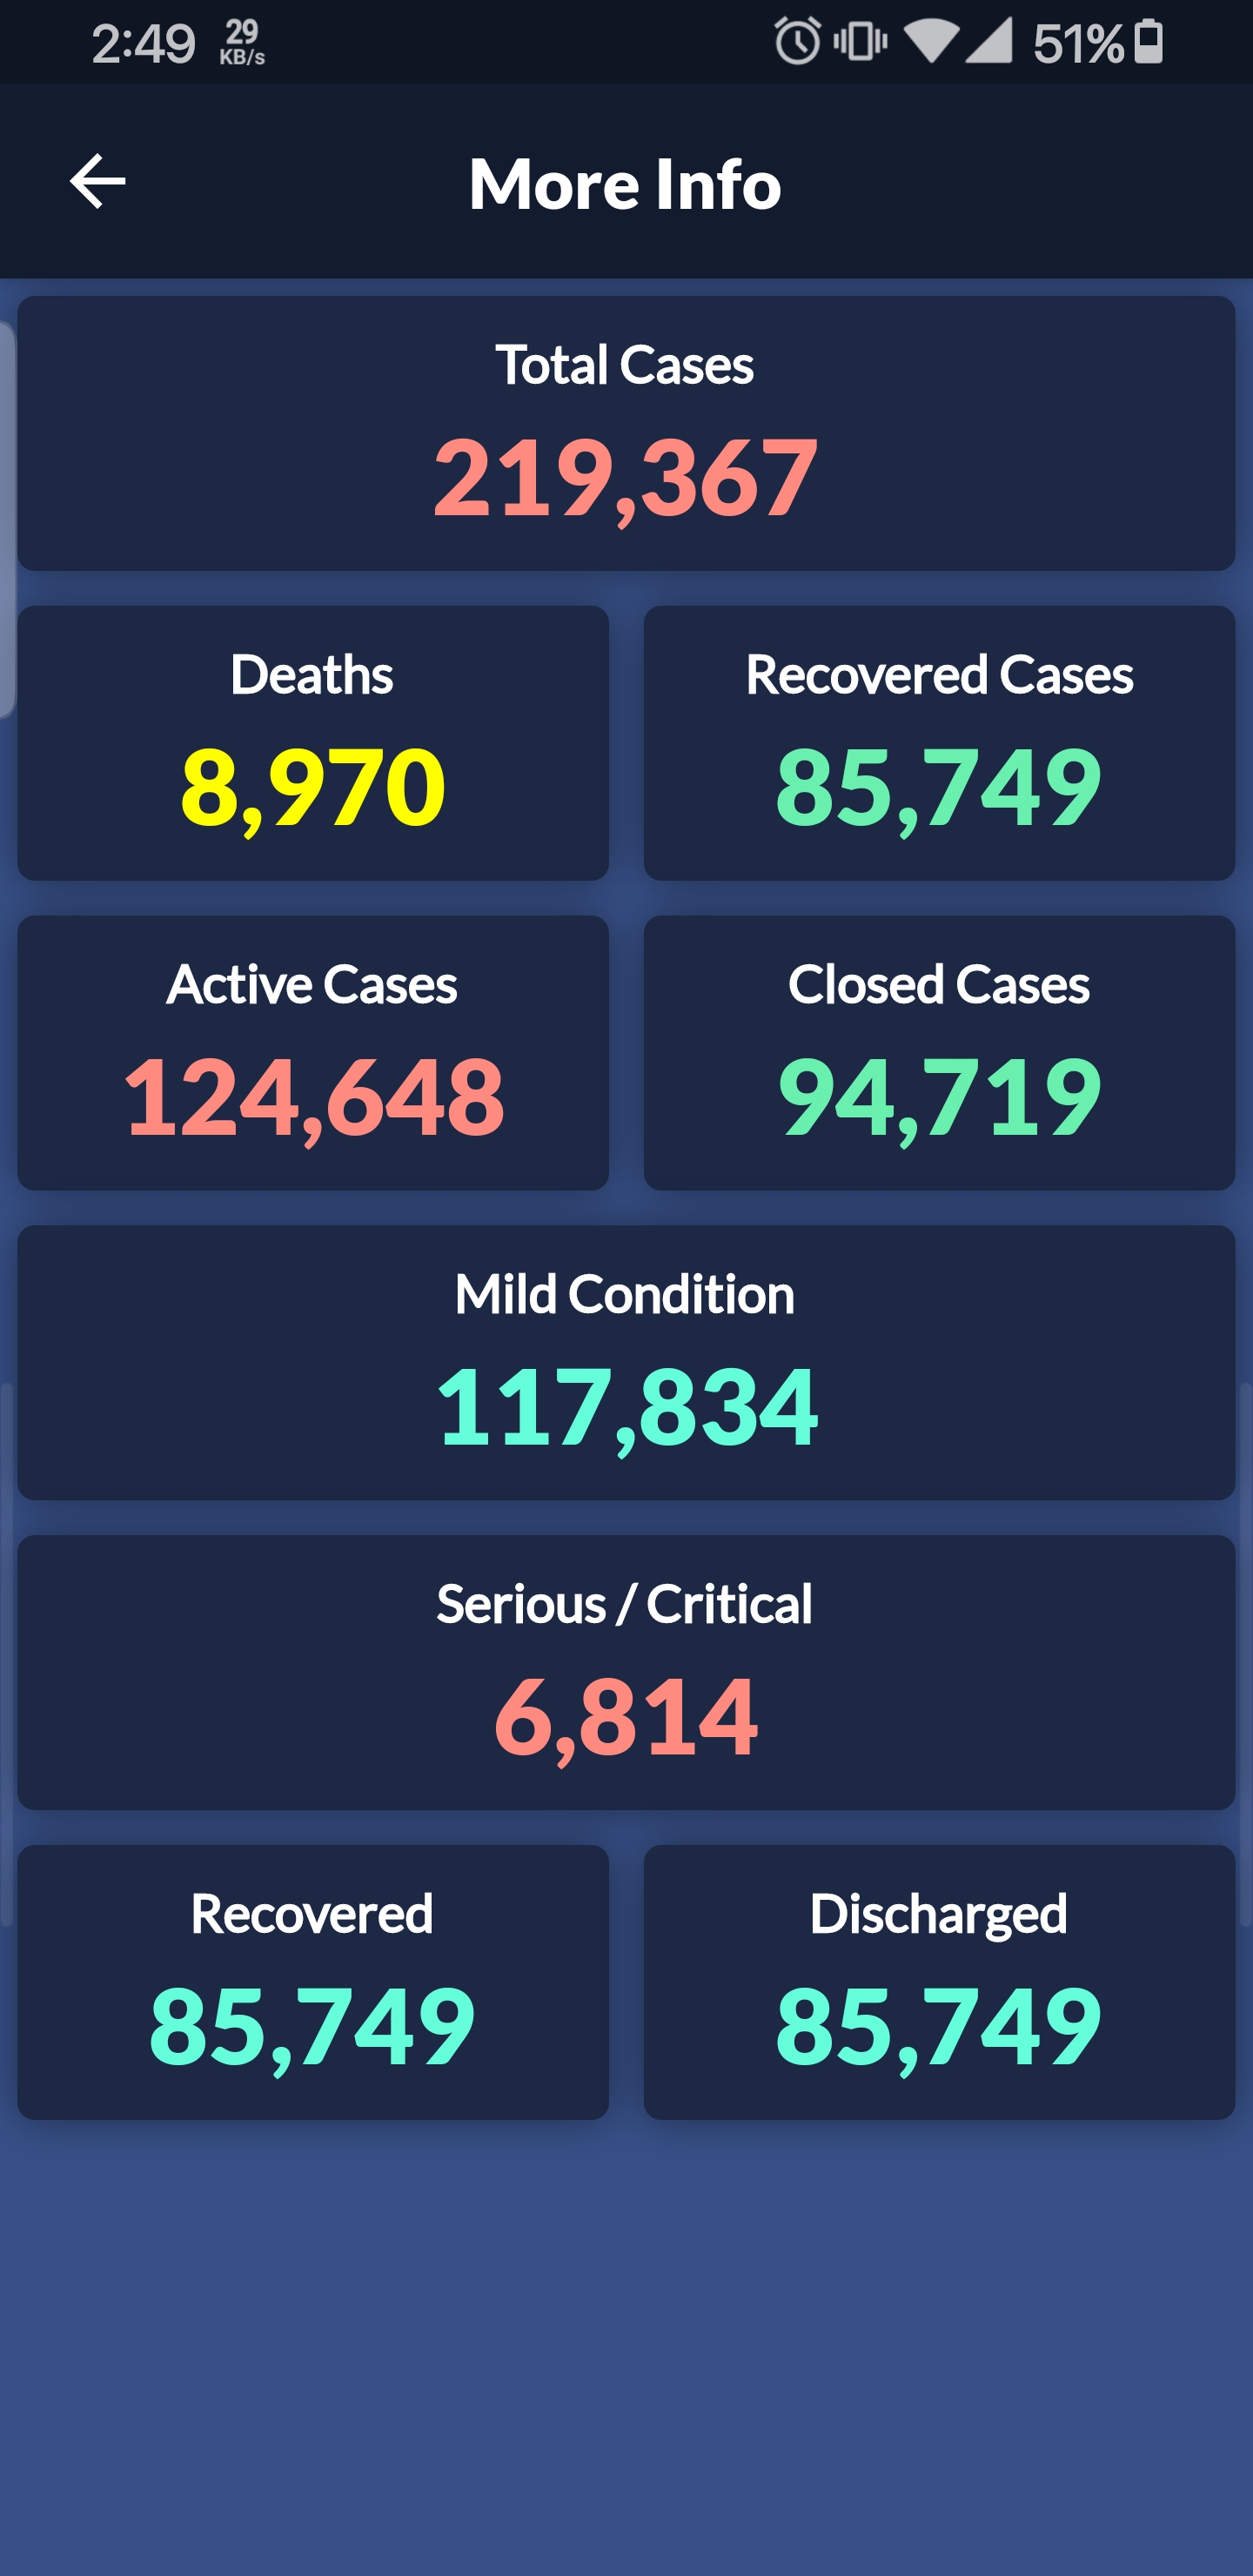 2:49 29 KB/s 51%
More Info
Total Cases
219,367
Deaths
8,970
Recovered Cases
85,749
Active Cases
124,648
Closed Cases
94,719
Mild Condition
117,834
Serious / Critical
6,814
Recovered
85,749
Discharged
85,749